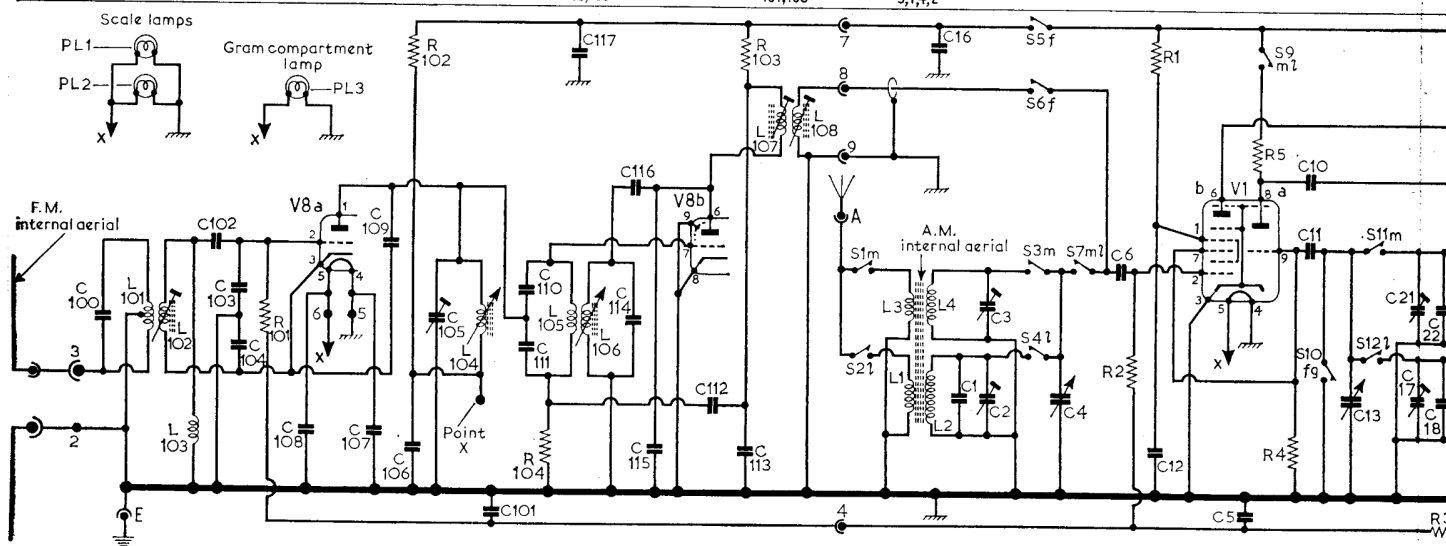 Scale lamps
PL1
PL2
X
Gram compartment
lamp
PL3
X
R
102
C117
R
103
7
C16
S5f
R1
S9
ml
8
S6f
L
107
L
108
9
R5
C10
F.M.
internal aerial
C102
V8a
1
2
3
5
4
6
5
X
C
109
C116
V8b
9
6
7
8
A
A.M.
internal aerial
S1m
S3m
S7ml
C6
b
6
V1
8
a
1
7
2
3
5
4
9
X
C11
S11m
C
100
L
101
L
102
C
103
C
104
R
101
C
105
L
104
C
110
C
111
L
105
L
106
C
114
L3
L4
C3
C21
C
22
3
S2l
S4l
L1
L2
C1
C2
C4
R2
S10
fg
S12l
C13
C
17
C
18
2
L
103
C
108
C
107
C
106
Point
X
R
104
C112
C
115
C
113
C12
R4
E
C101
4
C5